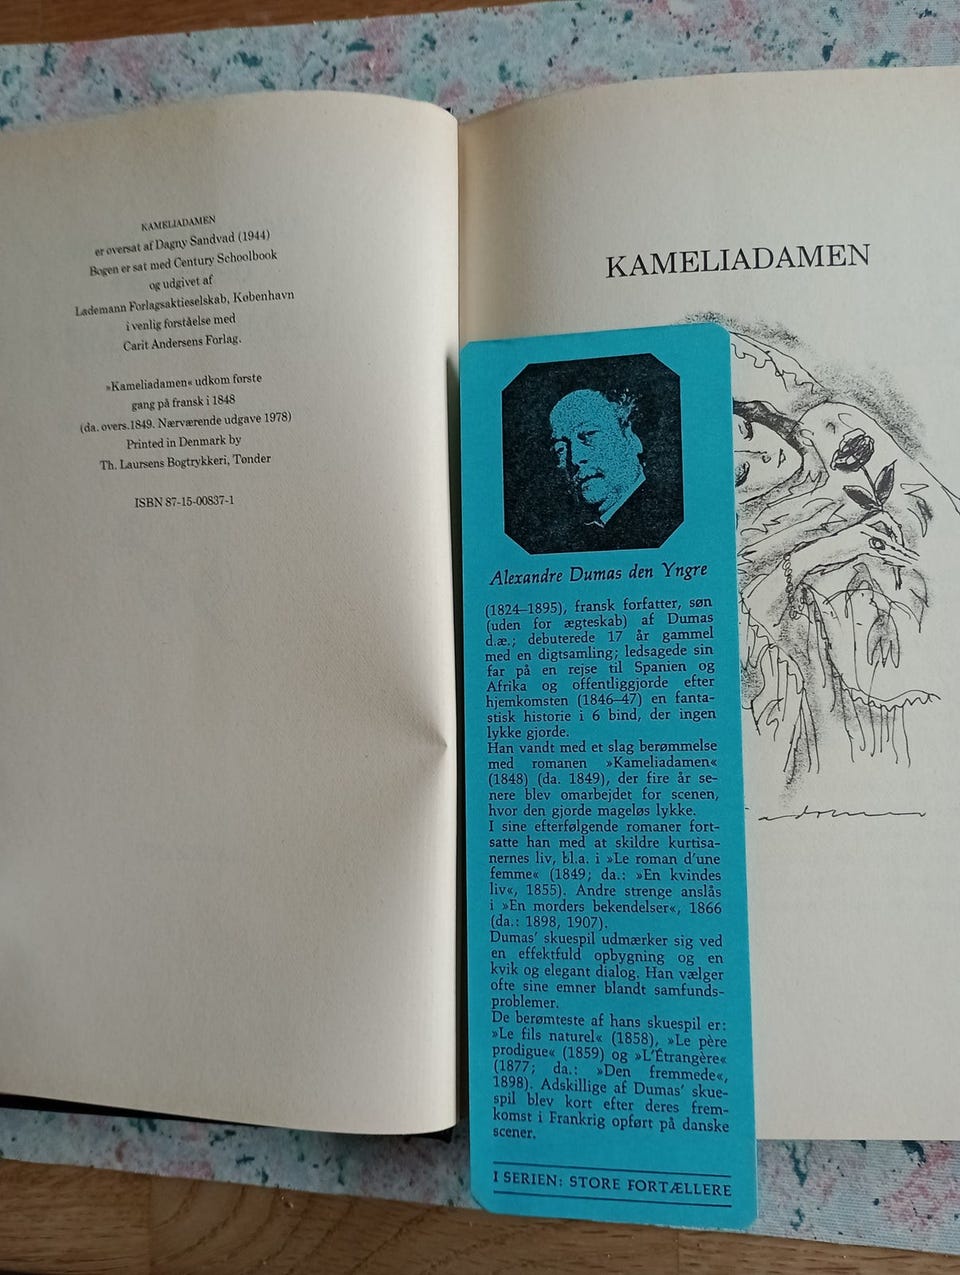 KAMELIADAMEN
er oversat af Dagny Sandvad (1944)
Bogen er sat med Century Schoolbook
og udgivet af
Lademann Forlagsaktieselskab, København
i venlig forståelse med
Carit Andersens Forlag.
»Kameliadamen« udkom første
gang på fransk i 1848
(da. overs.1849. Nærværende udgave 1978)
Printed in Denmark by
Th. Laursens Bogtrykkeri, Tønder
ISBN 87-15-00837-1
KAMELIADAMEN
Alexandre Dumas den Yngre
(1824–1895), fransk forfatter, søn
(uden for ægteskab) af Dumas
d.æ.; debuterede 17 år gammel
med en digtsamling; ledsagede sin
far på en rejse til Spanien og
Afrika og offentliggjorde efter
hjemkomsten (1846–47) en fanta-
stisk historie i 6 bind, der ingen
lykke gjorde.
Han vandt med et slag berømmelse
med romanen »Kameliadamen«
(1848) (da. 1849), der fire år se-
nere blev omarbejdet for scenen,
hvor den gjorde mageløs lykke.
I sine efterfølgende romaner fort-
satte han med at skildre kurtisa-
nernes liv, bl.a. i »Le roman d'une
femme« (1849; da.: »En kvindes
liv«, 1855). Andre strenge anslås
i »En morders bekendelser«, 1866
(da.: 1898, 1907).
Dumas' skuespil udmærker sig ved
en effektfuld opbygning og en
kvik og elegant dialog. Han vælger
ofte sine emner blandt samfunds-
problemer.
De berømteste af hans skuespil er:
»Le fils naturel« (1858), »Le père
prodigue« (1859) og »L'Étrangère«
(1877; da.: »Den fremmede«,
1898). Adskillige af Dumas' skue-
spil blev kort efter deres frem-
komst i Frankrig opført på danske
scener.
I SERIEN: STORE FORTÆLLERE